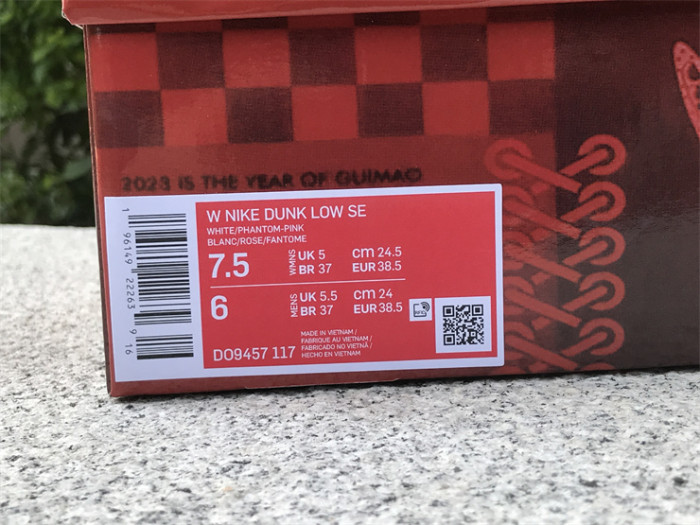 2023 IS THE YEAR OF GUIMAO
W NIKE DUNK LOW SE
WHITE/PHANTOM-PINK
BLANC/ROSE/FANTOME
7.5 WMNS UK 5 cm 24.5
BR 37 EUR 38.5
6 MENS UK 5.5 cm 24
BR 37 EUR 38.5
DO9457 117
MADE IN VIETNAM /
FABRIQUE AU VIETNAM /
FABRICADO NO VIETNÃ /
HECHO EN VIETNAM
RFID
1 96149 22263 9 16